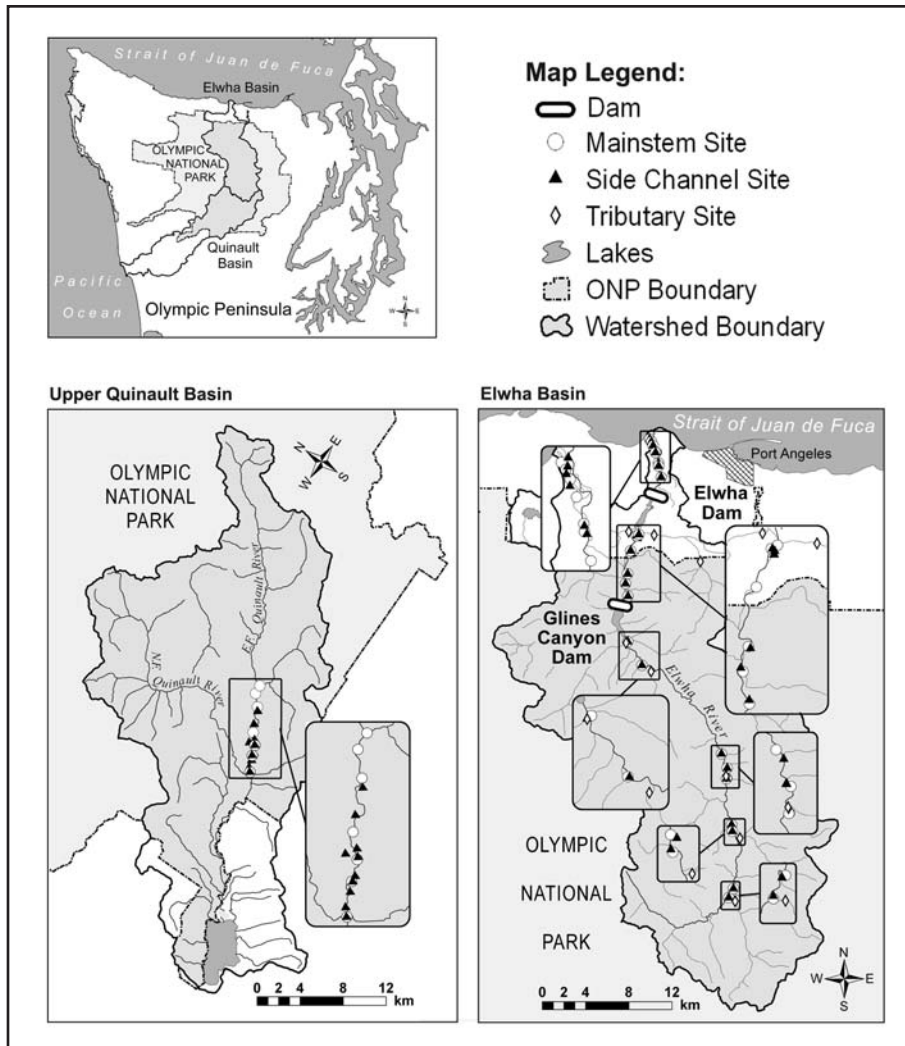 Strait of Juan de Fuca
Elwha Basin
OLYMPIC
NATIONAL
PARK
Quinault
Basin
Pacific
Ocean
Olympic Peninsula
N
W E
S
Map Legend:
Dam
Mainstem Site
Side Channel Site
Tributary Site
Lakes
ONP Boundary
Watershed Boundary
Upper Quinault Basin
OLYMPIC
NATIONAL
PARK
N E
W S
EF Quinault River
NF
Quinault River
0 2 4 8 12
km
Elwha Basin
Strait of Juan de Fuca
Port Angeles
Elwha
Dam
Glines
Canyon
Dam
Elwha River
OLYMPIC
NATIONAL
PARK
N
W E
S
0 2 4 8 12
km